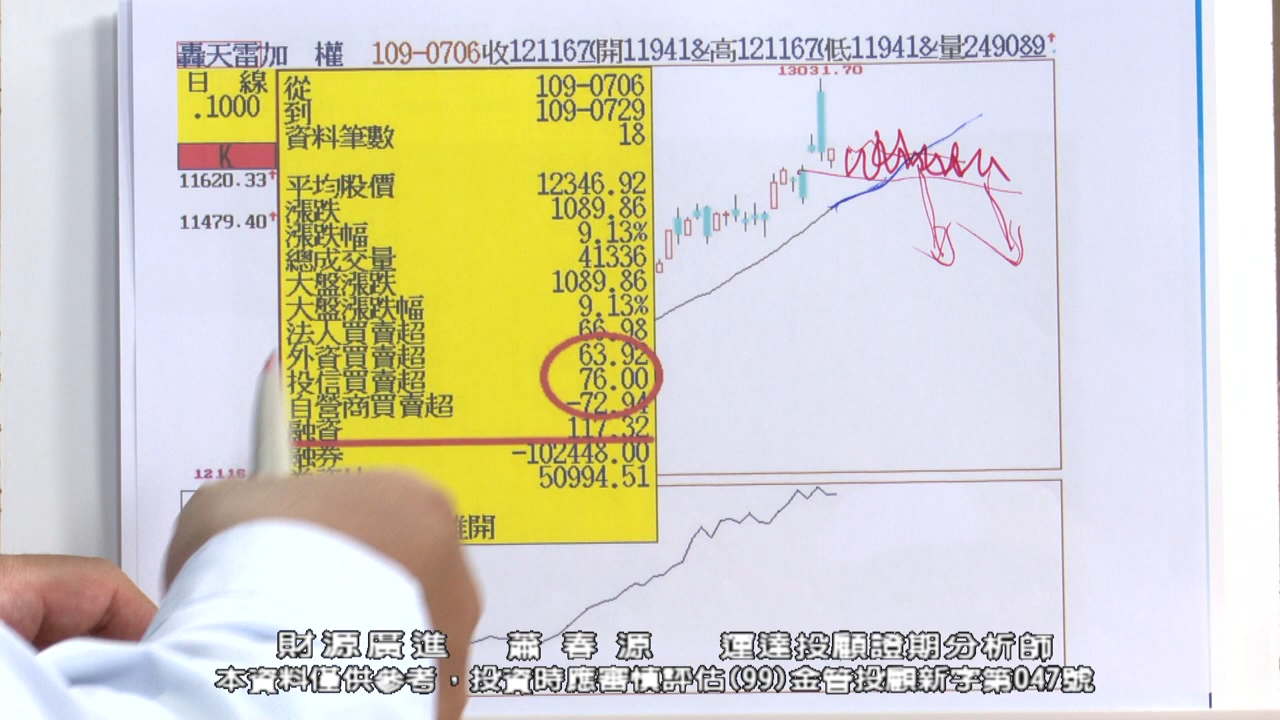 轟天雷加 權 109-0706收12116.70開11941.8高12116.70低11941.8量249089↑
13031.70
日 線
.1000
K
11620.33↑
11479.40↑
從 109-0706
到 109-0729
資料筆數 18
平均股價 12346.92
漲跌 1089.86
漲跌幅 9.13%
總成交量 41336
大盤漲跌 1089.86
大盤漲跌幅 9.13%
法人買賣超 66.98
外資買賣超 63.92
投信買賣超 76.00
自營商買賣超 -72.94
融資 117.32
融券 -102448.00
50994.51
離開
12116
財源廣進 蕭春源 運達投顧證期分析師
本資料僅供參考，投資時應審慎評估(99)金管投顧新字第047號